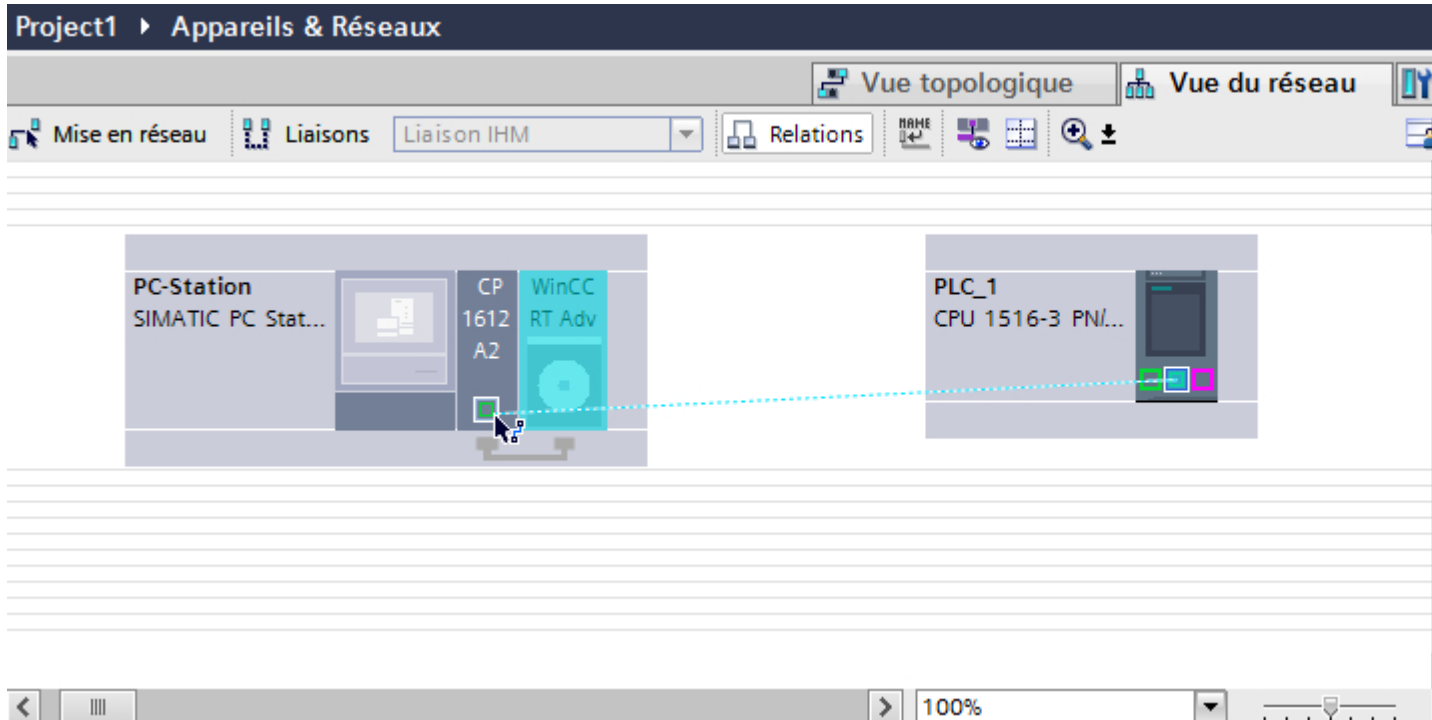 Project1 ▸ Appareils & Réseaux
Vue topologique
Vue du réseau
Mise en réseau
Liaisons
Liaison IHM
Relations
NAME
PC-Station
SIMATIC PC Stat...
CP
1612
A2
WinCC
RT Adv
PLC_1
CPU 1516-3 PN/...
100%